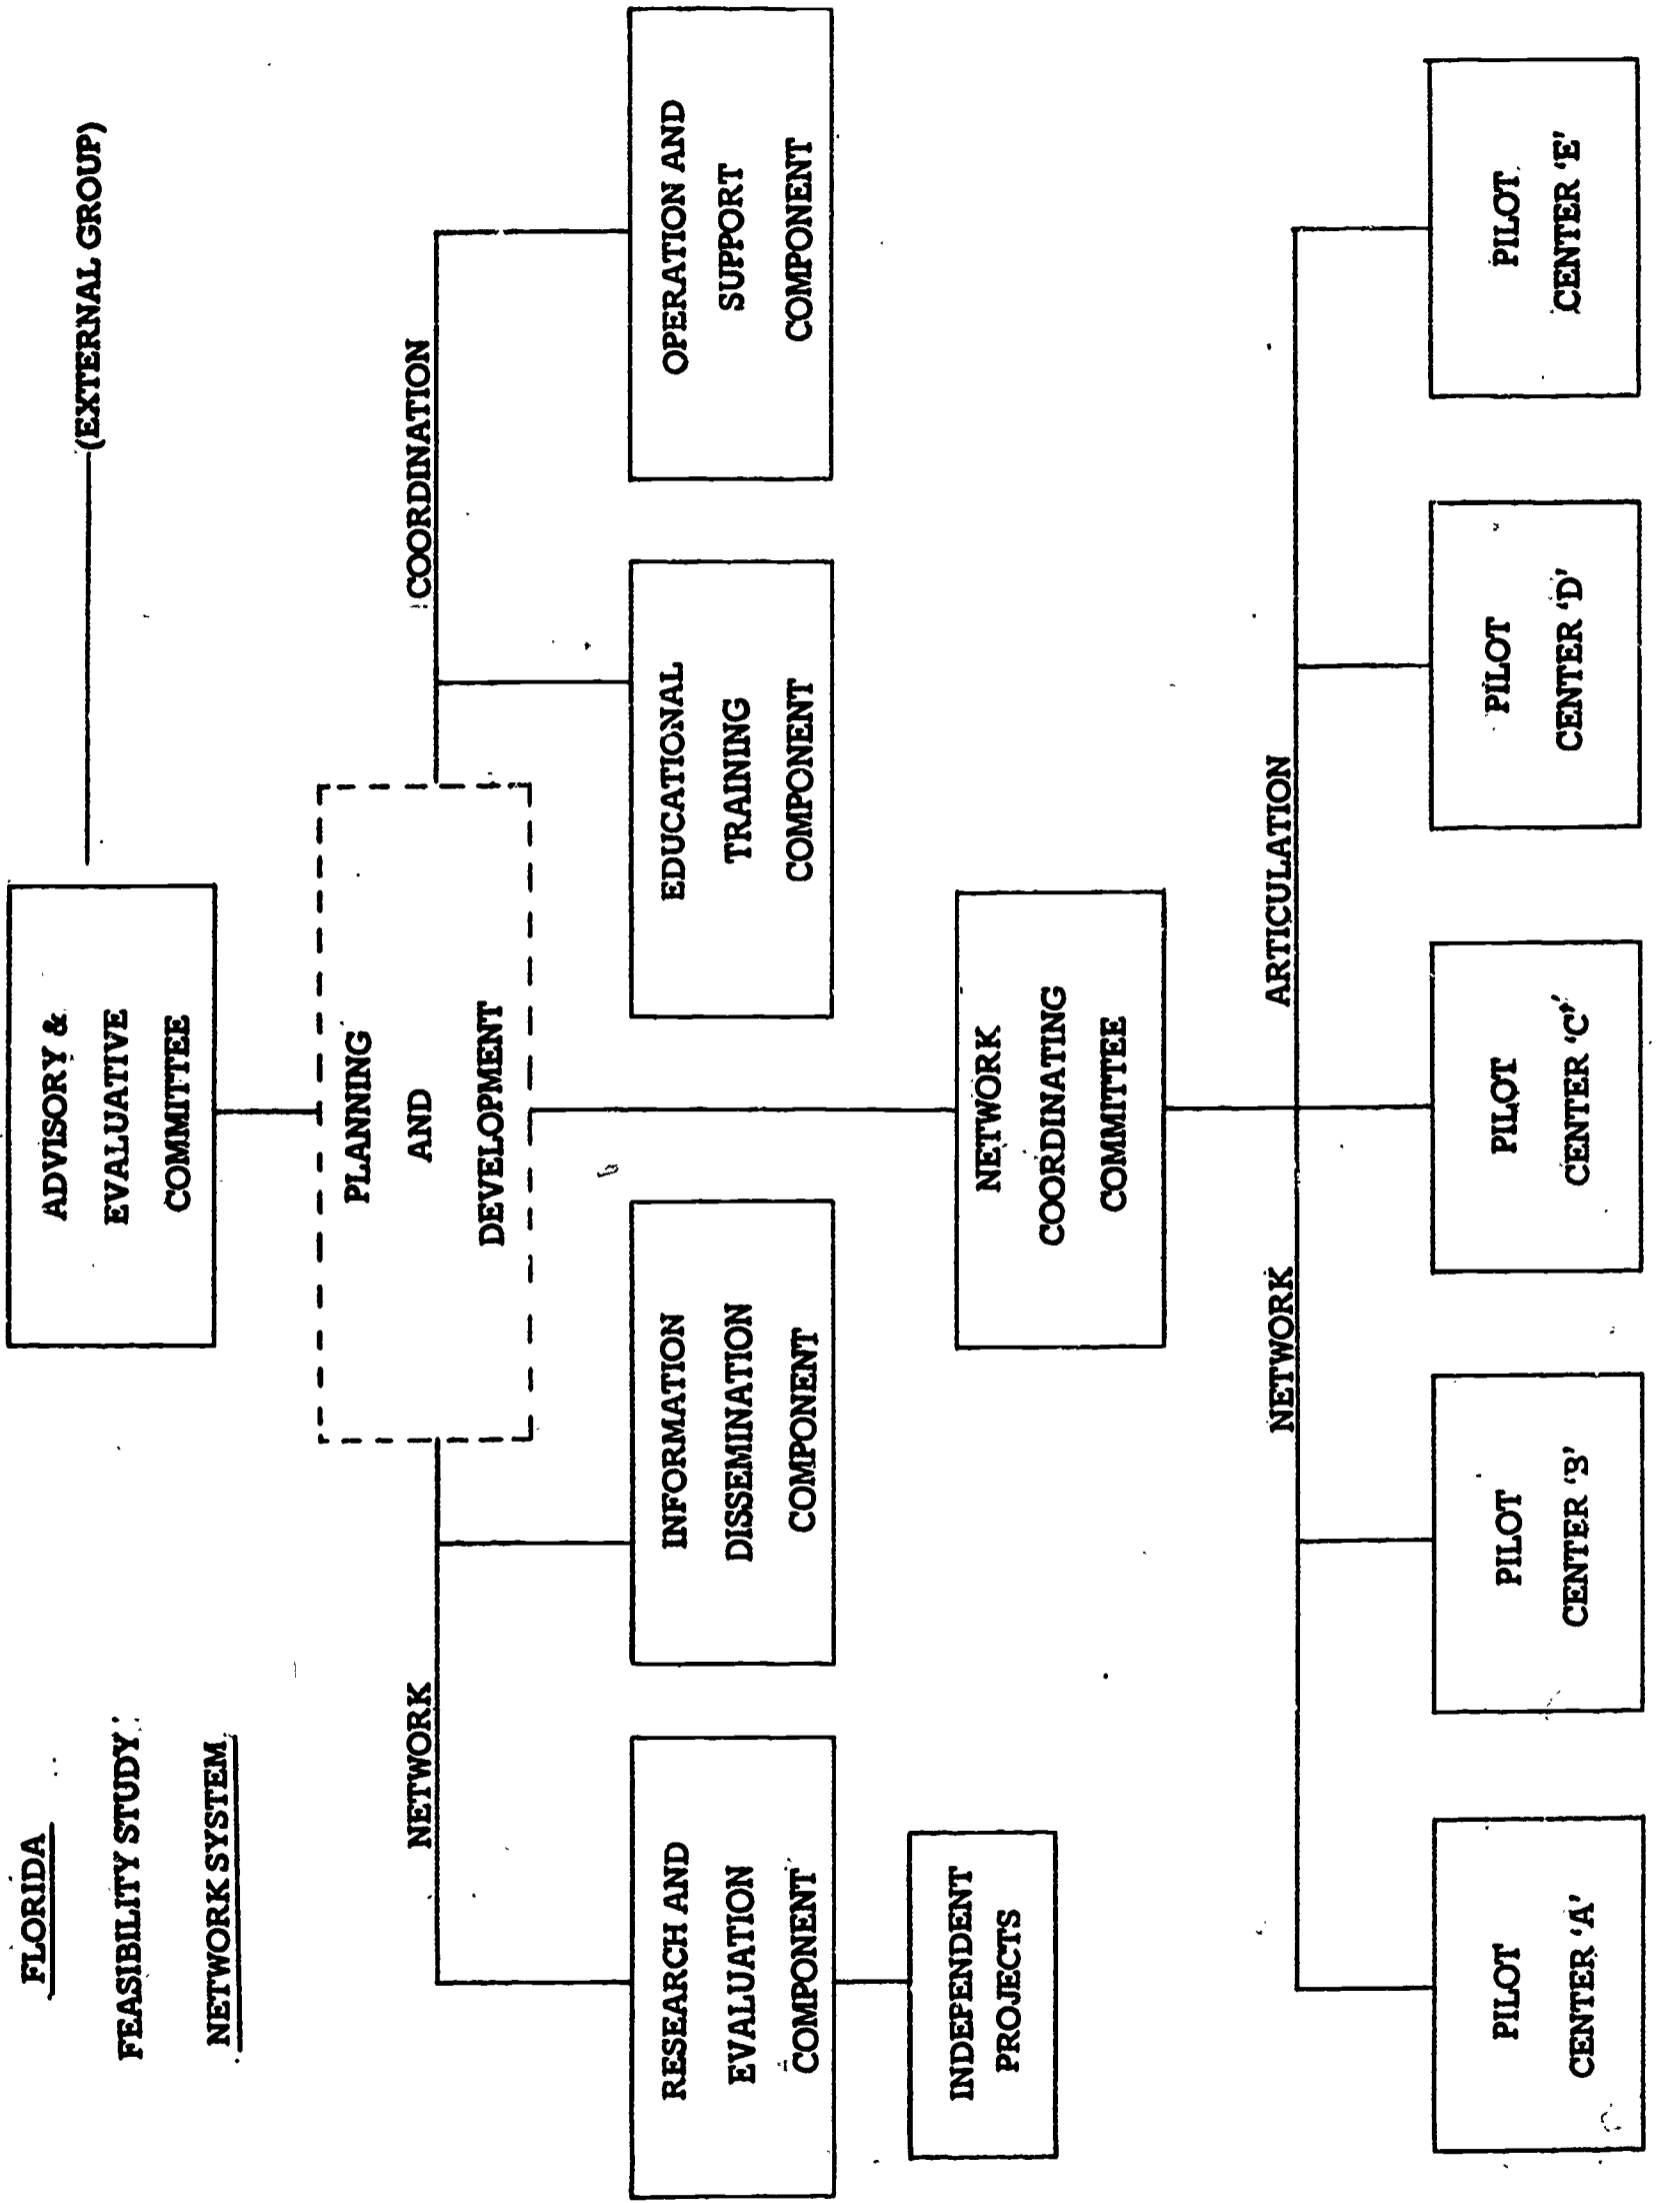 FLORIDA
FEASIBILITY STUDY
NETWORK SYSTEM
ADVISORY &
EVALUATIVE
COMMITTEE
(EXTERNAL GROUP)
PLANNING
AND
DEVELOPMENT
NETWORK
COORDINATION
RESEARCH AND
EVALUATION
COMPONENT
INFORMATION
DISSEMINATION
COMPONENT
EDUCATIONAL
TRAINING
COMPONENT
OPERATION AND
SUPPORT
COMPONENT
INDEPENDENT
PROJECTS
NETWORK
COORDINATING
COMMITTEE
NETWORK
ARTICULATION
PILOT
CENTER 'A'
PILOT
CENTER 'B'
PILOT
CENTER 'C'
PILOT
CENTER 'D'
PILOT
CENTER 'E'